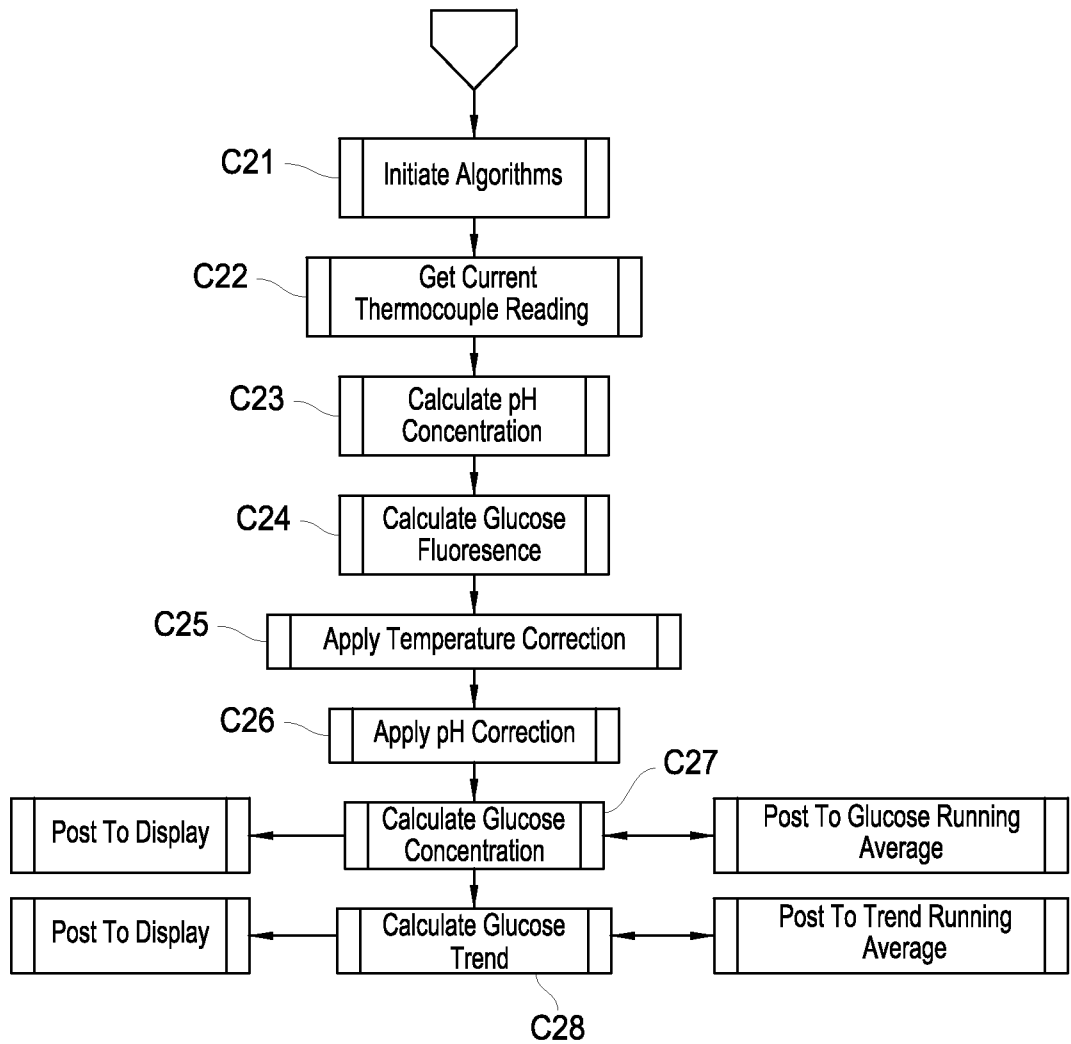 C21
Initiate Algorithms
C22
Get Current
Thermocouple Reading
C23
Calculate pH
Concentration
C24
Calculate Glucose
Fluoresence
C25
Apply Temperature Correction
C26
Apply pH Correction
C27
Post To Display
Calculate Glucose
Concentration
Post To Glucose Running
Average
Post To Display
Calculate Glucose
Trend
Post To Trend Running
Average
C28